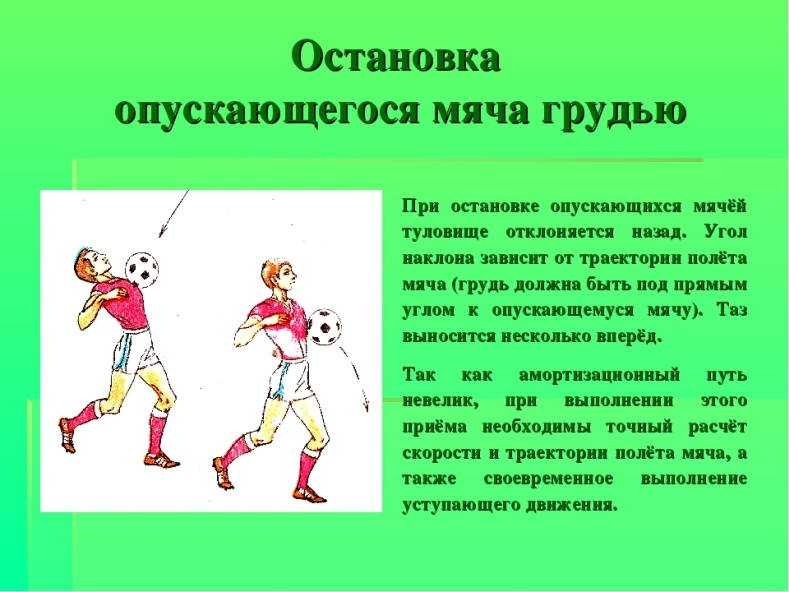 Остановка
опускающегося мяча грудью
При остановке опускающихся мячёй
туловище отклоняется назад. Угол
наклона зависит от траектории полёта
мяча (грудь должна быть под прямым
углом к опускающемуся мячу). Таз
выносится несколько вперёд.
Так как амортизационный путь
невелик, при выполнении этого
приёма необходимы точный расчёт
скорости и траектории полёта мяча, а
также своевременное выполнение
уступающего движения.